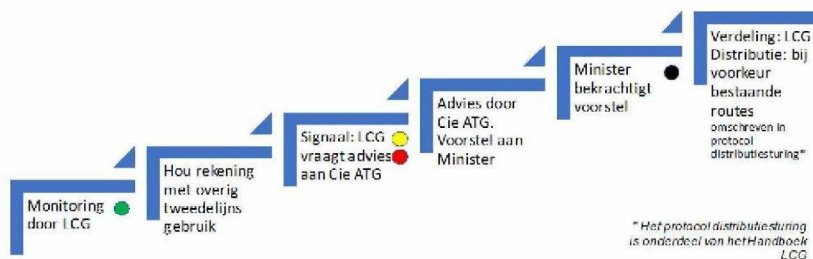 Monitoring
door LCG
Hou rekening
met overig
tweedelijns
gebruik
Signaal: LCG
vraagt advies
aan Cie ATG
Advies door
Cie ATG.
Voorstel aan
Minister
Minister
bekrachtigt
voorstel
Verdeling: LCG
Distributie: bij
voorkeur
bestaande
routes
omschreven in
protocol
distributiesturing*
* Het protocol distributiesturing
is onderdeel van het Handboek
LCG